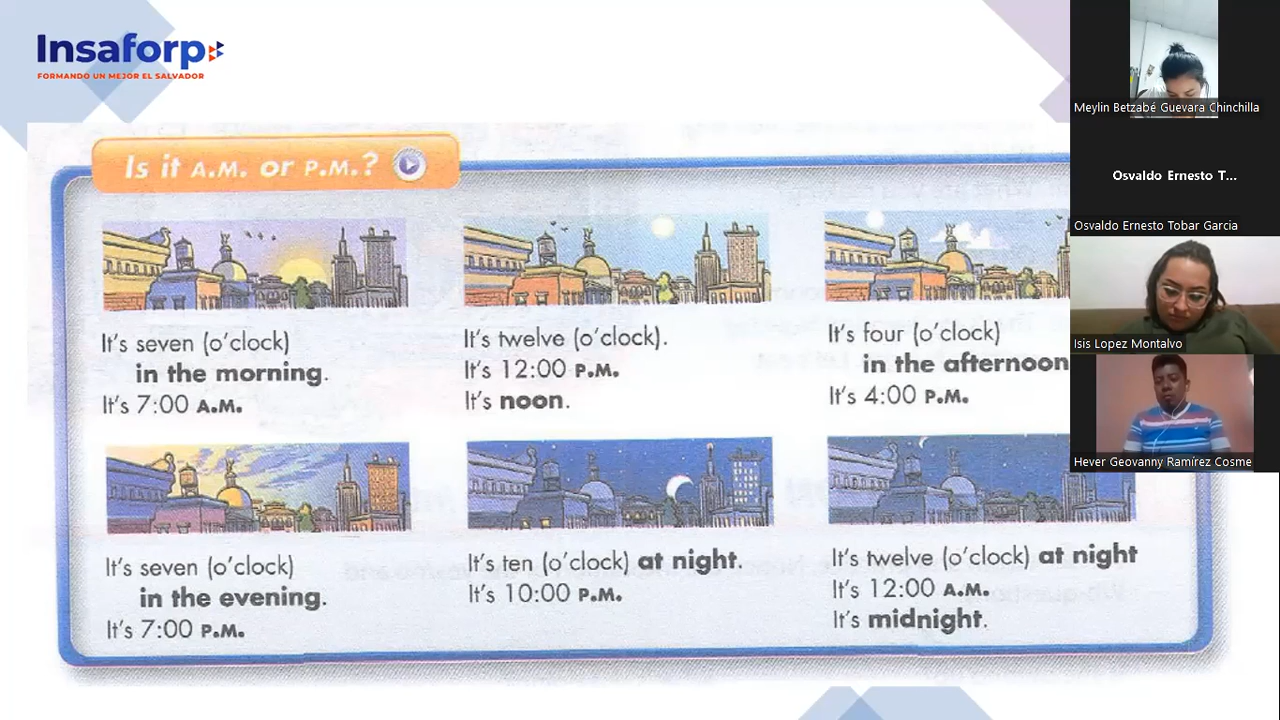 Insaforp
FORMANDO UN MEJOR EL SALVADOR
Is it A.M. or P.M.?
It's seven (o'clock)
in the morning.
It's 7:00 A.M.
It's twelve (o'clock).
It's 12:00 P.M.
It's noon.
It's four (o'clock)
in the afternoon
It's 4:00 P.M.
It's seven (o'clock)
in the evening.
It's 7:00 P.M.
It's ten (o'clock) at night.
It's 10:00 P.M.
It's twelve (o'clock) at night
It's 12:00 A.M.
It's midnight.
Meylin Betzabé Guevara Chinchilla
Osvaldo Ernesto T...
Osvaldo Ernesto Tobar Garcia
Isis Lopez Montalvo
Hever Geovanny Ramírez Cosme